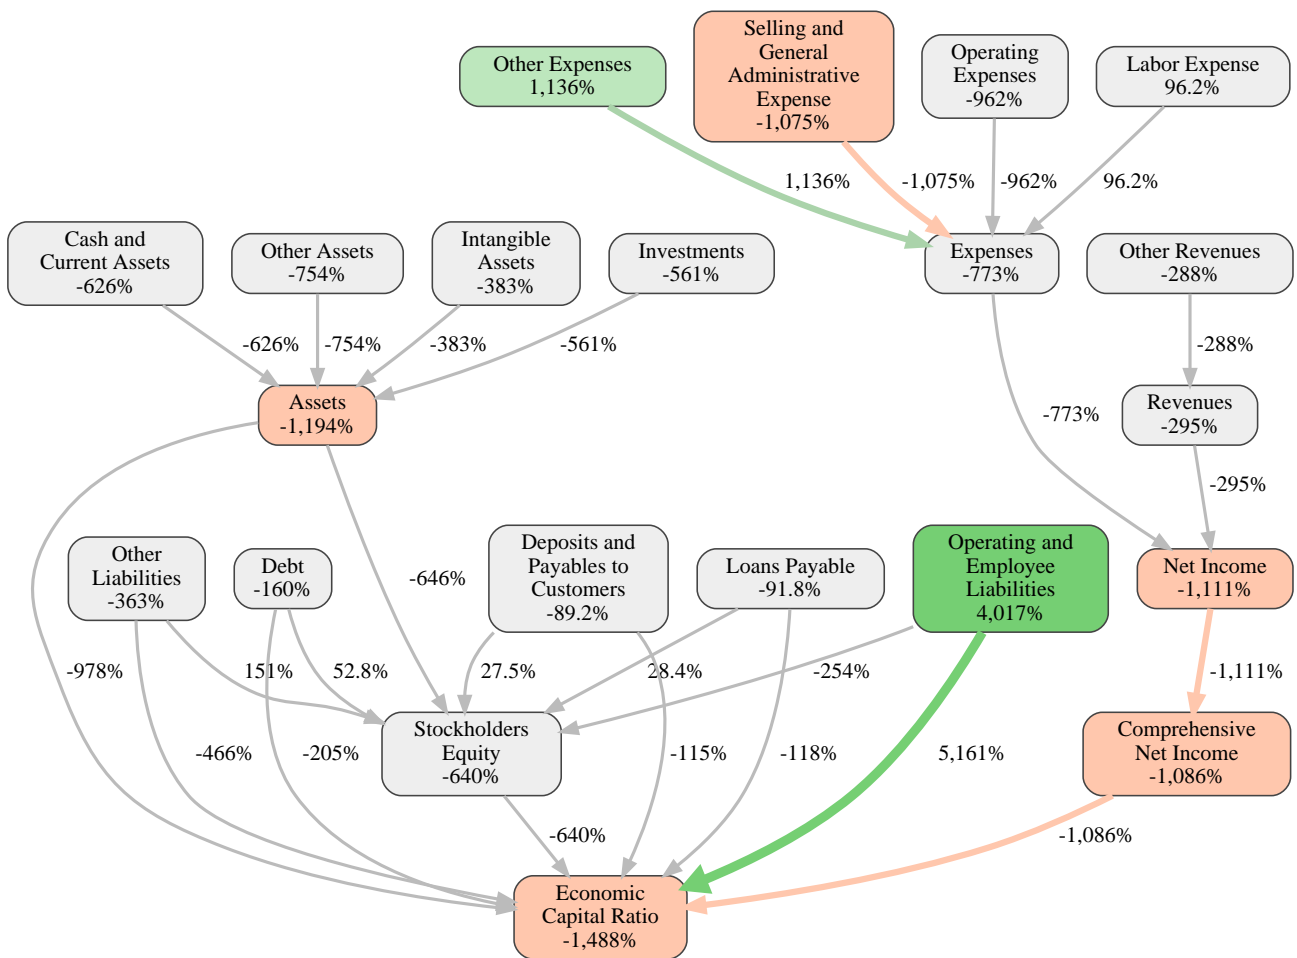 Selling and
General
Administrative
Expense
-1,075%
Other Expenses
1,136%
Operating
Expenses
-962%
Labor Expense
96.2%
1,136%
-1,075%
-962%
96.2%
Cash and
Current Assets
-626%
Other Assets
-754%
Intangible
Assets
-383%
Investments
-561%
Expenses
-773%
Other Revenues
-288%
-626%
-754%
-383%
-561%
-288%
Assets
-1,194%
-773%
Revenues
-295%
-295%
Other
Liabilities
-363%
Debt
-160%
-646%
Deposits and
Payables to
Customers
-89.2%
Loans Payable
-91.8%
Operating and
Employee
Liabilities
4,017%
Net Income
-1,111%
-978%
151%
52.8%
27.5%
28.4%
-254%
-1,111%
-466%
-205%
Stockholders
Equity
-640%
-115%
-118%
5,161%
Comprehensive
Net Income
-1,086%
-640%
-1,086%
Economic
Capital Ratio
-1,488%